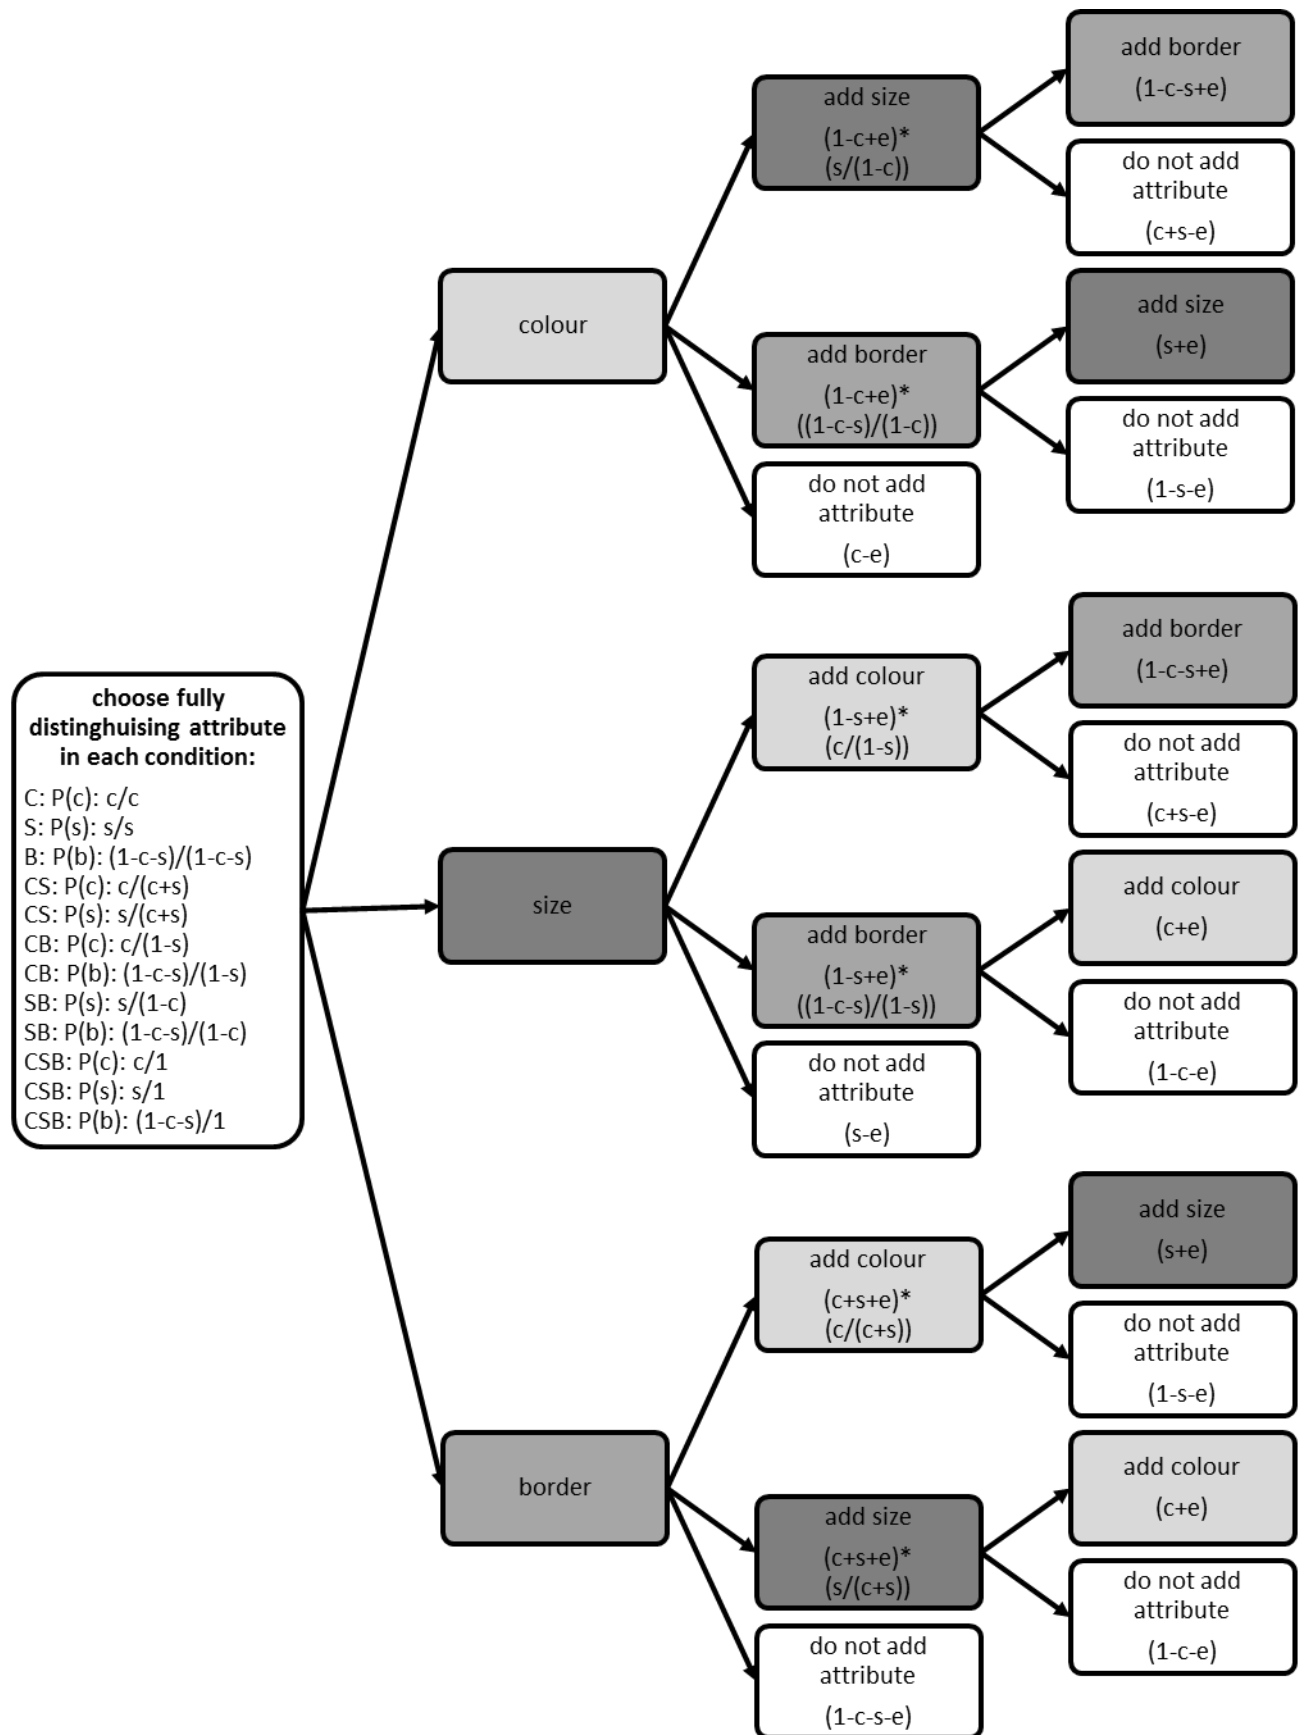 choose fully
distinghuising attribute
in each condition:
C: P(c): c/c
S: P(s): s/s
B: P(b): (1-c-s)/(1-c-s)
CS: P(c): c/(c+s)
CS: P(s): s/(c+s)
CB: P(c): c/(1-s)
CB: P(b): (1-c-s)/(1-s)
SB: P(s): s/(1-c)
SB: P(b): (1-c-s)/(1-c)
CSB: P(c): c/1
CSB: P(s): s/1
CSB: P(b): (1-c-s)/1
colour
add size
(1-c+e)*
(s/(1-c))
add border
(1-c-s+e)
do not add
attribute
(c+s-e)
add border
(1-c+e)*
((1-c-s)/(1-c))
add size
(s+e)
do not add
attribute
(1-s-e)
do not add
attribute
(c-e)
size
add colour
(1-s+e)*
(c/(1-s))
add border
(1-c-s+e)
do not add
attribute
(c+s-e)
add border
(1-s+e)*
((1-c-s)/(1-s))
add colour
(c+e)
do not add
attribute
(1-c-e)
do not add
attribute
(s-e)
border
add colour
(c+s+e)*
(c/(c+s))
add size
(s+e)
do not add
attribute
(1-s-e)
add size
(c+s+e)*
(s/(c+s))
add colour
(c+e)
do not add
attribute
(1-c-e)
do not add
attribute
(1-c-s-e)